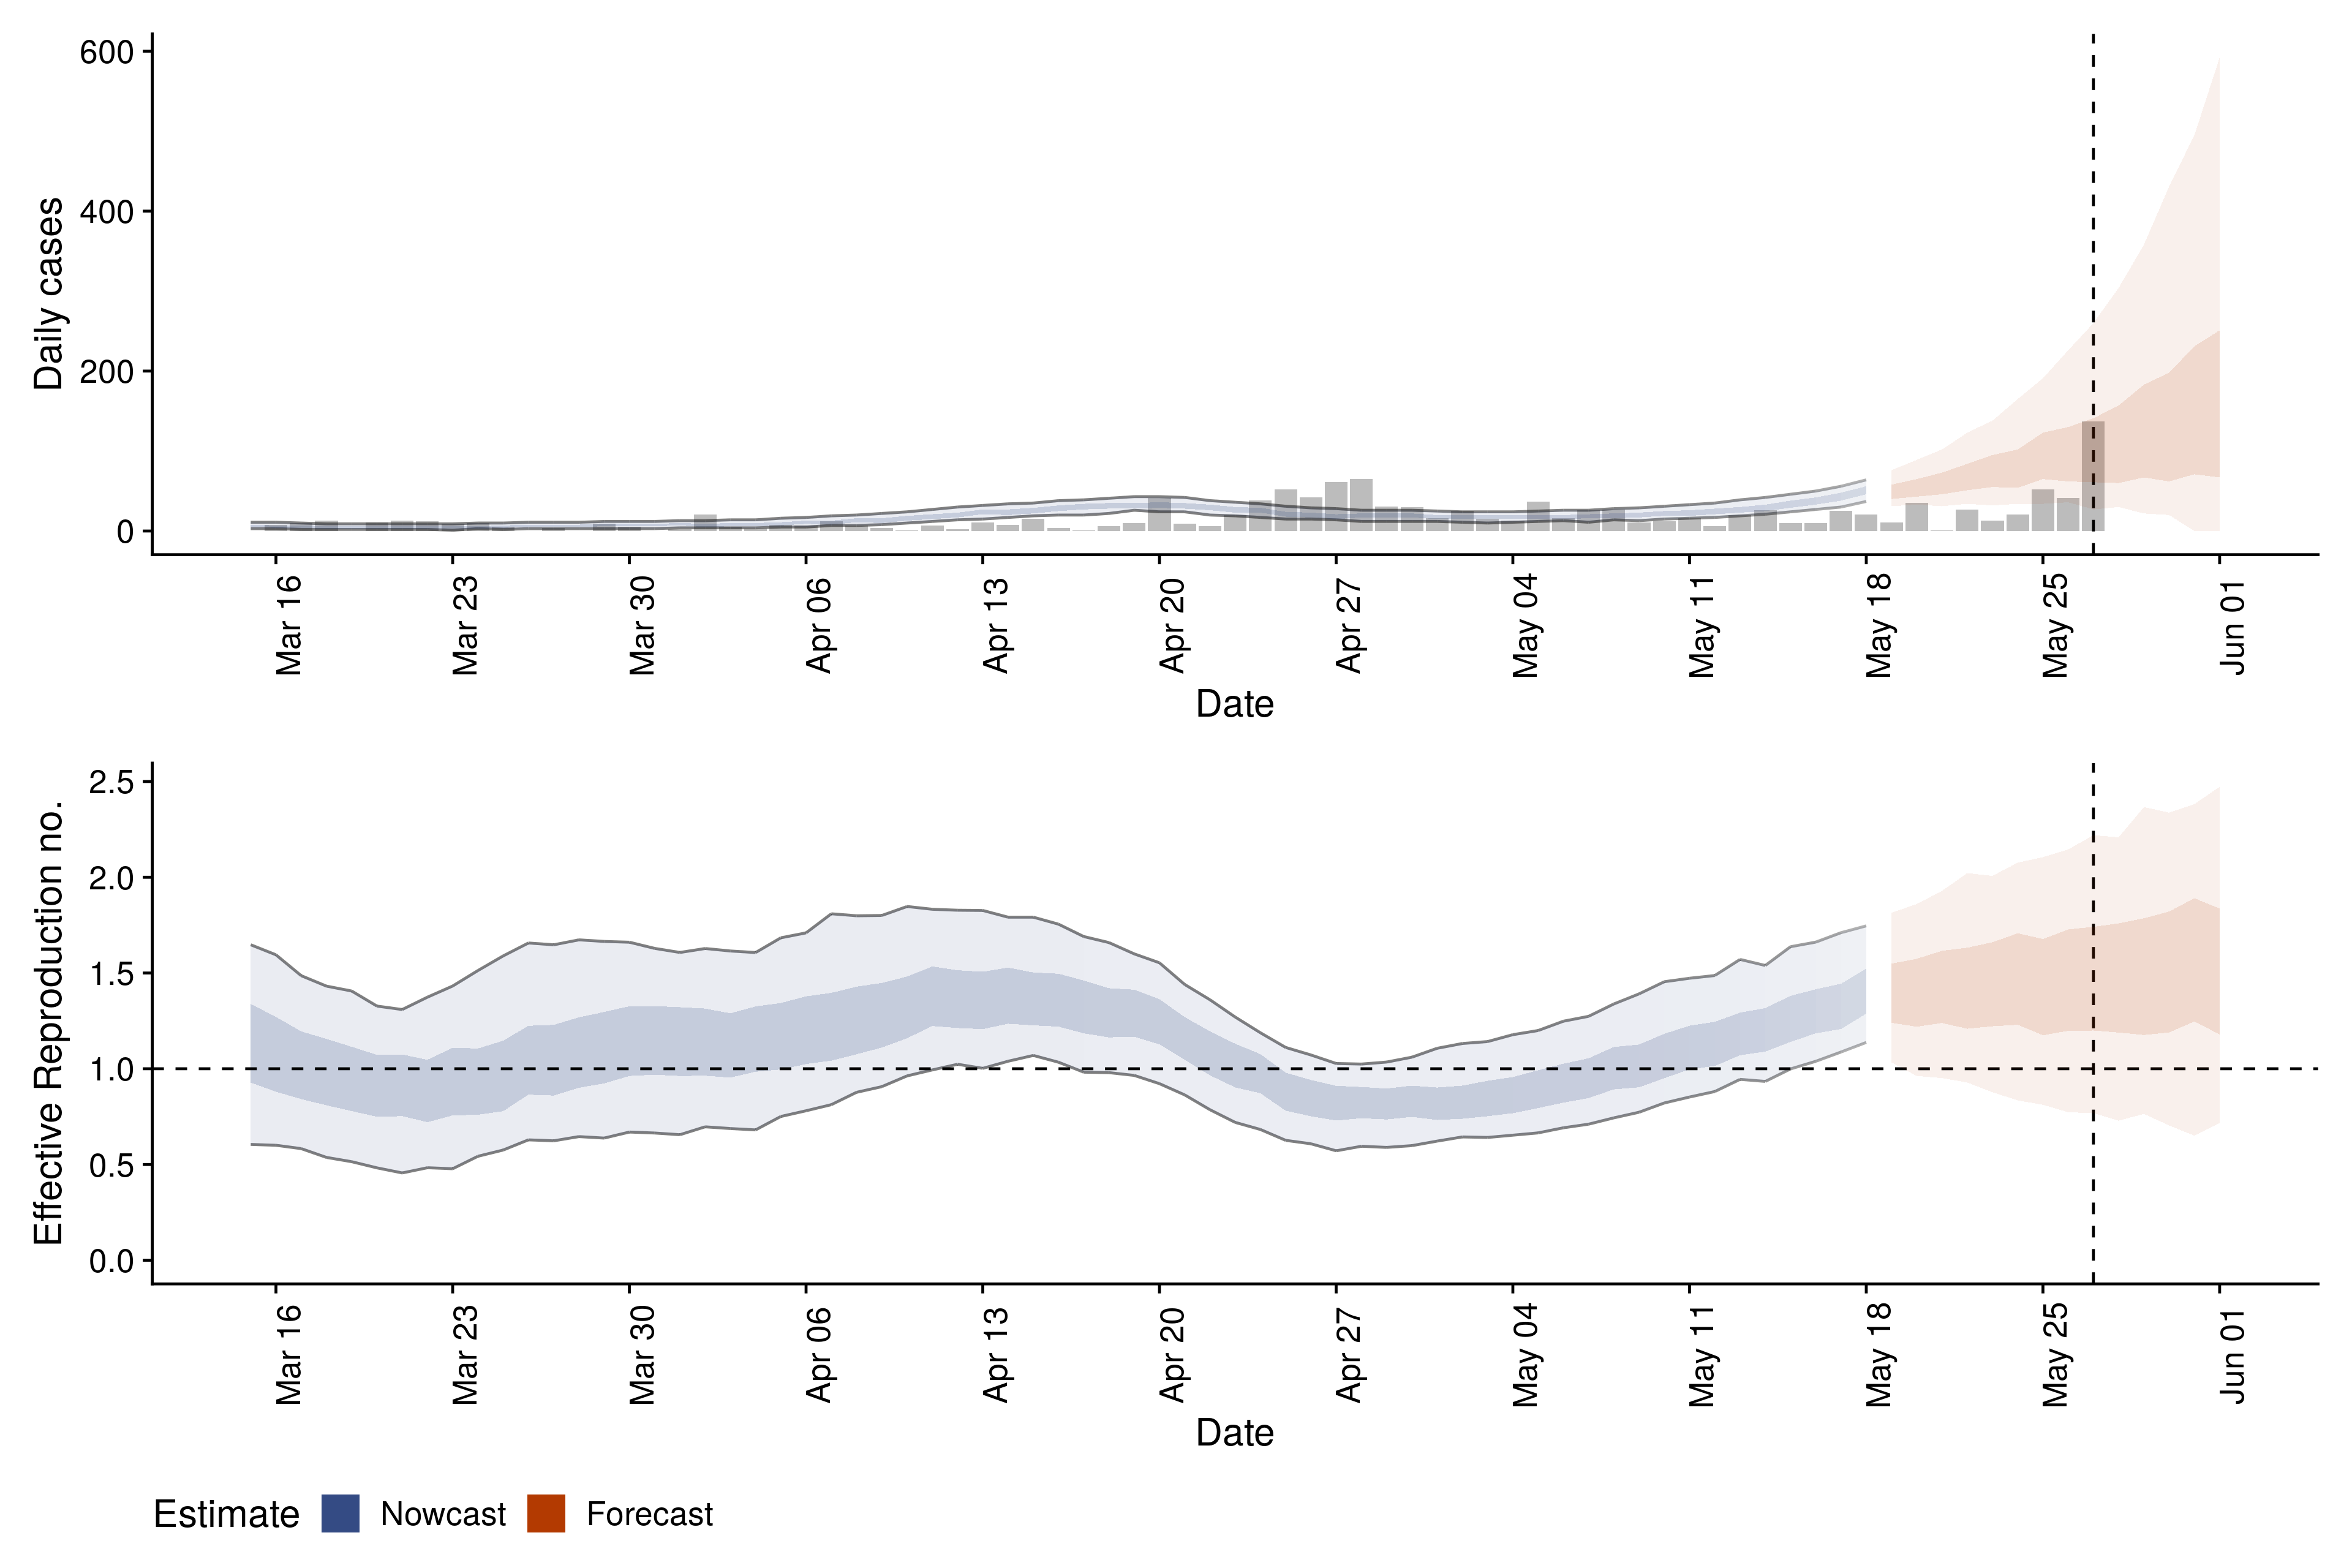 600
400
200
0
Daily cases
Mar 16
Mar 23
Mar 30
Apr 06
Apr 13
Apr 20
Apr 27
May 04
May 11
May 18
May 25
Jun 01
Date
2.5
2.0
1.5
1.0
0.5
0.0
Effective Reproduction no.
Mar 16
Mar 23
Mar 30
Apr 06
Apr 13
Apr 20
Apr 27
May 04
May 11
May 18
May 25
Jun 01
Date
Estimate Nowcast Forecast